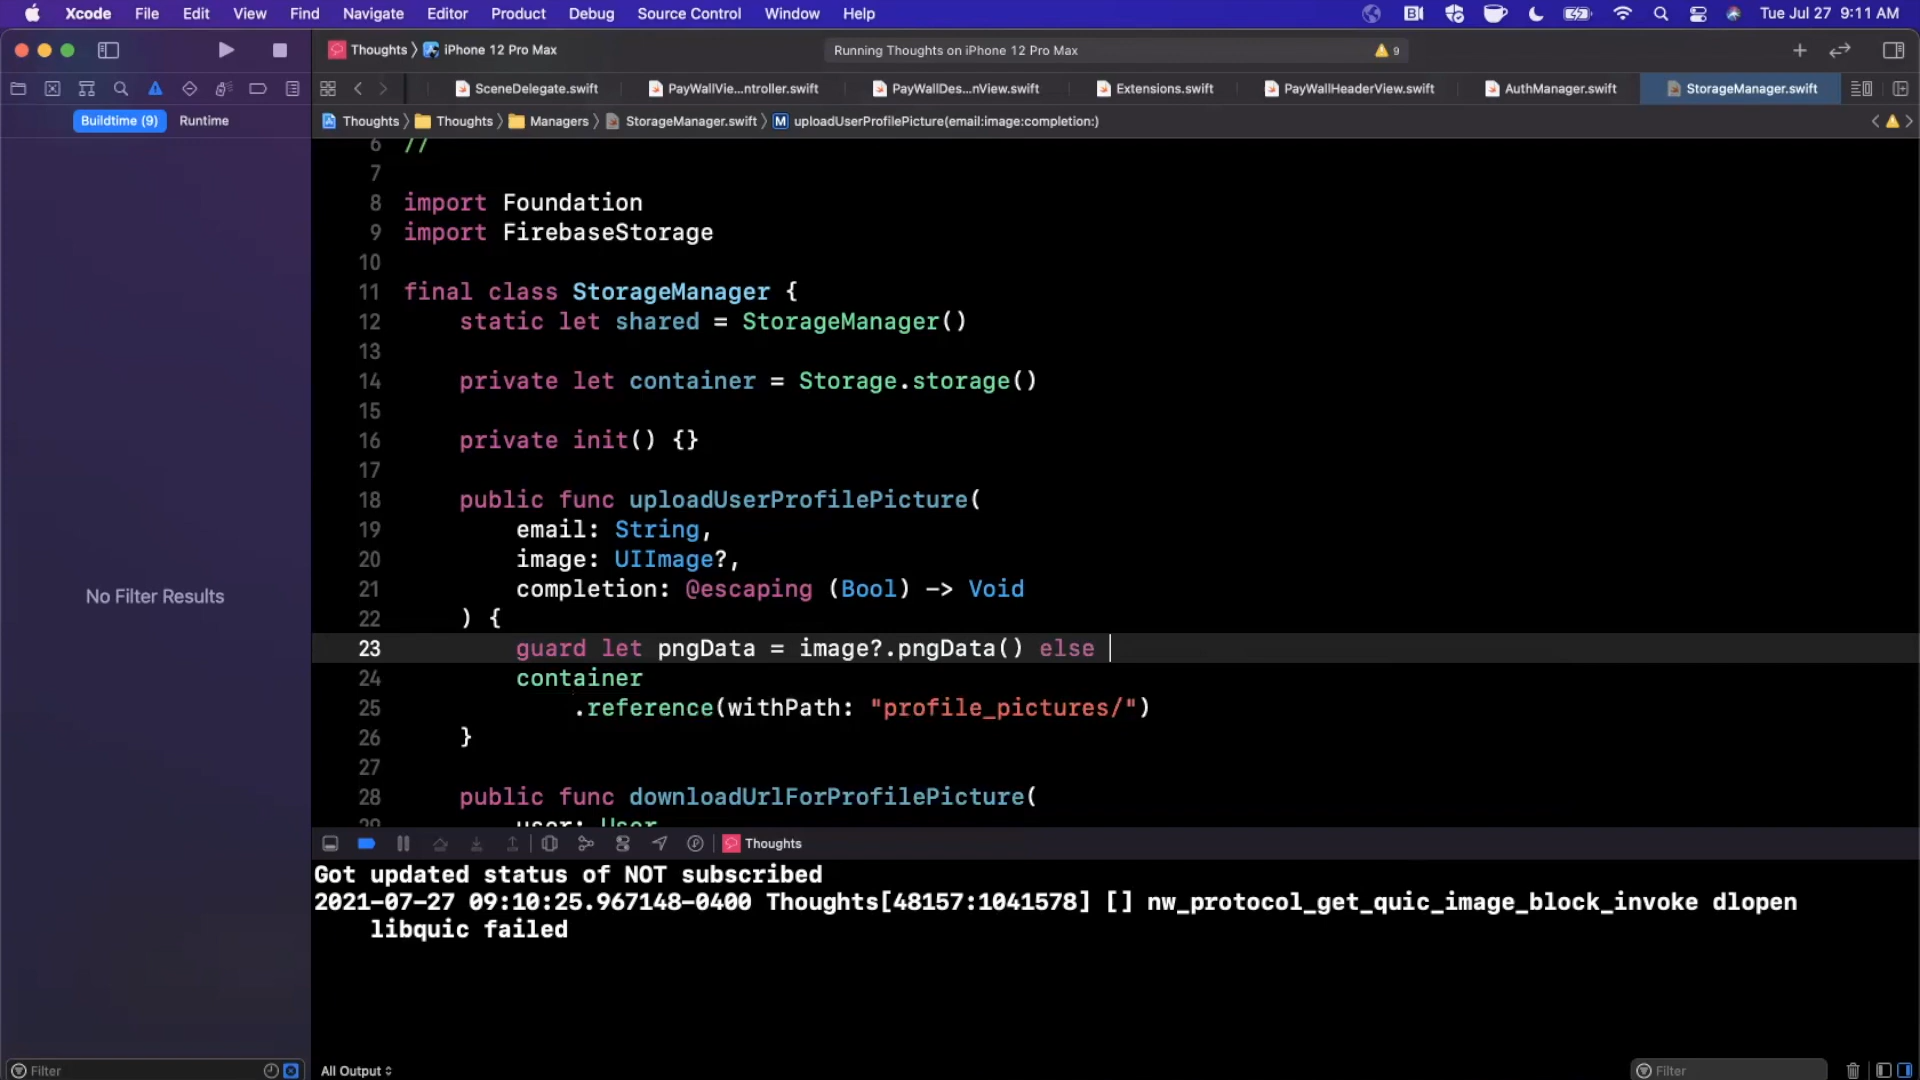 Xcode File Edit View Find Navigate Editor Product Debug Source Control Window Help Tue Jul 27 9:11 AM
Thoughts iPhone 12 Pro Max Running Thoughts on iPhone 12 Pro Max 9
SceneDelegate.swift PayWallVie...ntroller.swift PayWallDes...nView.swift Extensions.swift PayWallHeaderView.swift AuthManager.swift StorageManager.swift
Buildtime (9) Runtime
Thoughts Thoughts Managers StorageManager.swift M uploadUserProfilePicture(email:image:completion:)
6 //
7
8 import Foundation
9 import FirebaseStorage
10
11 final class StorageManager {
12 static let shared = StorageManager()
13
14 private let container = Storage.storage()
15
16 private init() {}
17
18 public func uploadUserProfilePicture(
19 email: String,
20 image: UIImage?,
21 completion: @escaping (Bool) -> Void
22 ) {
23 guard let pngData = image?.pngData() else
24 container
25 .reference(withPath: "profile_pictures/")
26 }
27
28 public func downloadUrlForProfilePicture(
29 user: User
No Filter Results
Thoughts
Got updated status of NOT subscribed
2021-07-27 09:10:25.967148-0400 Thoughts[48157:1041578] [] nw_protocol_get_quic_image_block_invoke dlopen
libquic failed
Filter All Output Filter